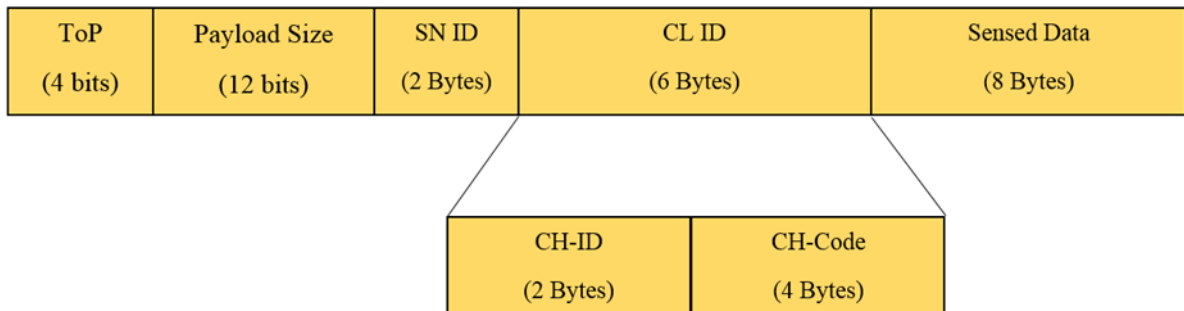 ToP
(4 bits)
Payload Size
(12 bits)
SN ID
(2 Bytes)
CL ID
(6 Bytes)
Sensed Data
(8 Bytes)
CH-ID
(2 Bytes)
CH-Code
(4 Bytes)